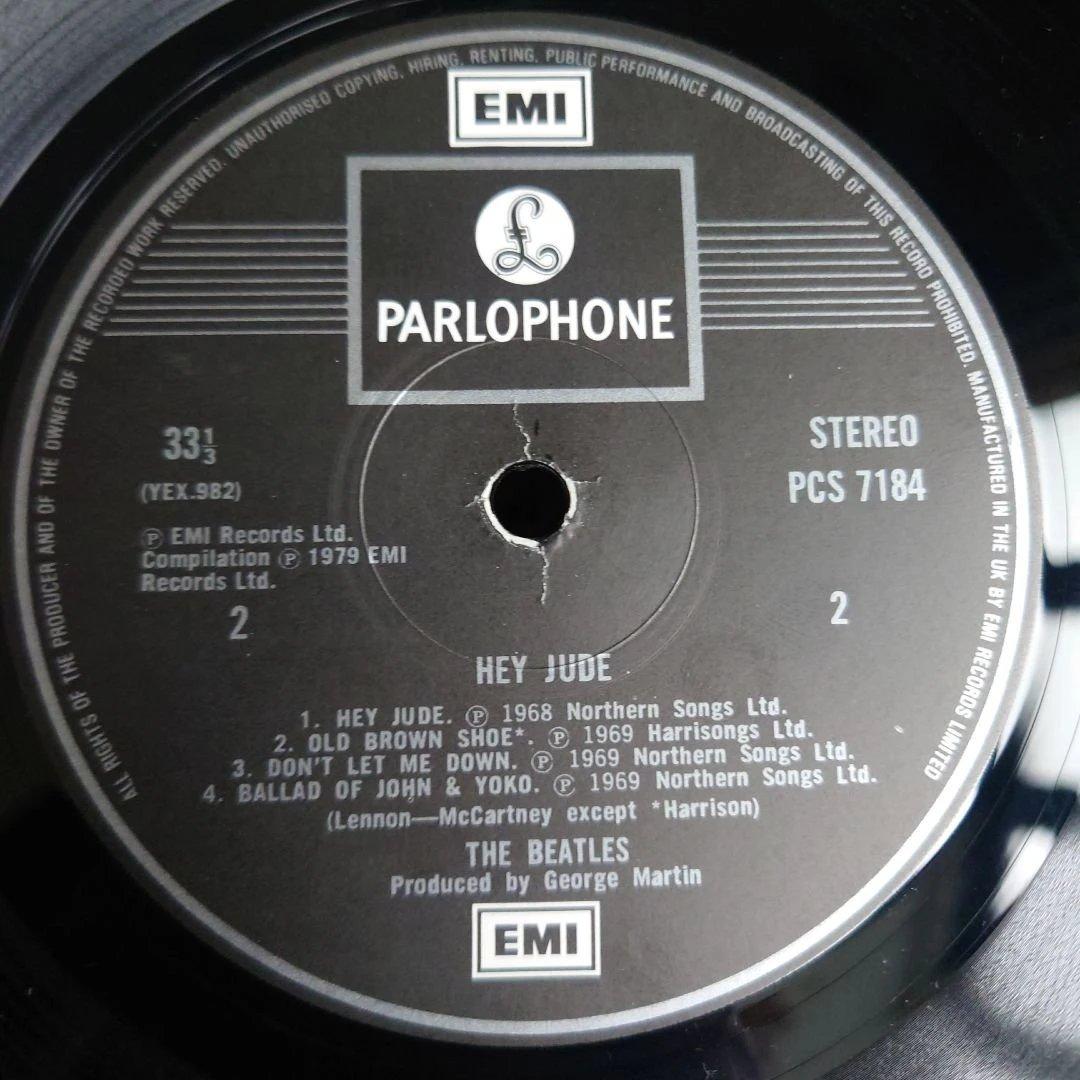 ALL RIGHTS OF THE PRODUCER AND OF THE OWNER OF THE RECORDED WORK RESERVED. UNAUTHORISED COPYING, HIRING, RENTING, PUBLIC PERFORMANCE AND BROADCASTING OF THIS RECORD PROHIBITED. MANUFACTURED IN THE UK BY EMI RECORDS LIMITED
EMI
£
PARLOPHONE
33⅓
(YEX.982)
℗ EMI Records Ltd.
Compilation ℗ 1979 EMI
Records Ltd.
2
STEREO
PCS 7184
2
HEY JUDE
1. HEY JUDE. ℗ 1968 Northern Songs Ltd.
2. OLD BROWN SHOE*. ℗ 1969 Harrisongs Ltd.
3. DON'T LET ME DOWN. ℗ 1969 Northern Songs Ltd.
4. BALLAD OF JOHN & YOKO. ℗ 1969 Northern Songs Ltd.
(Lennon—McCartney except *Harrison)
THE BEATLES
Produced by George Martin
EMI